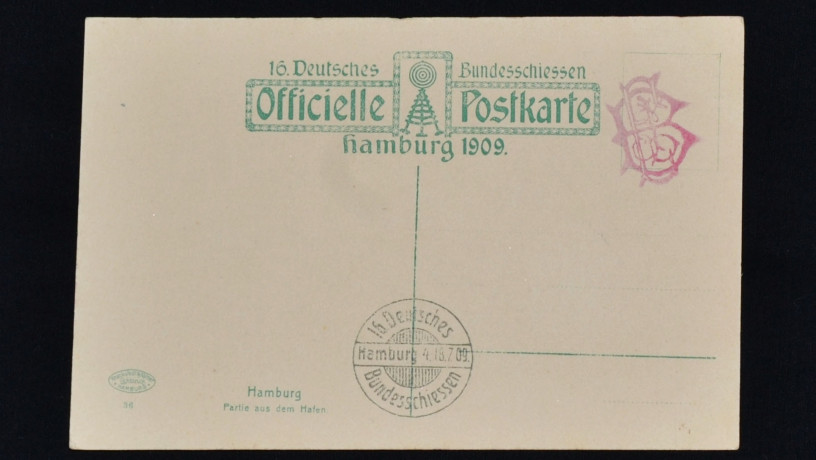 16. Deutsches Bundesschiessen
Officielle Postkarte
Hamburg 1909.
16. Deutsches
Hamburg 4.-18.7.09.
Bundesschiessen
56
Hamburg
Partie aus dem Hafen